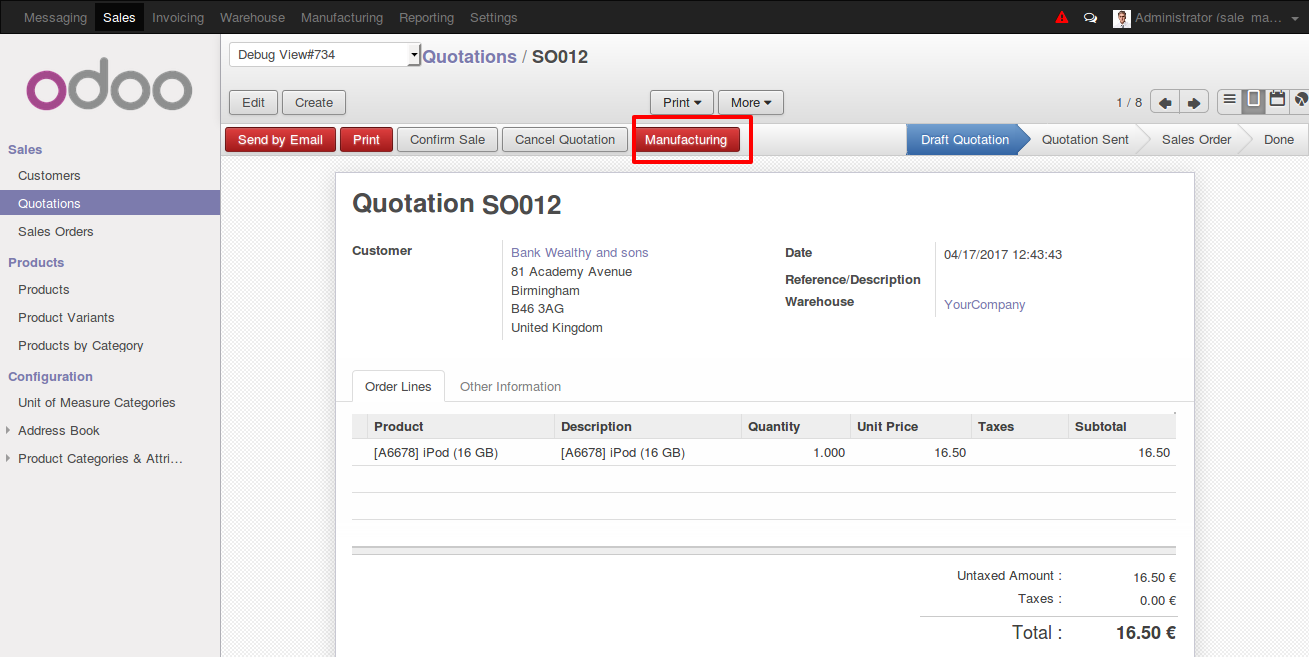 Messaging Sales Invoicing Warehouse Manufacturing Reporting Settings Administrator (sale_ma...
Debug View#734 Quotations / SO012
odoo
Edit Create Print More 1 / 8
Send by Email Print Confirm Sale Cancel Quotation Manufacturing Draft Quotation Quotation Sent Sales Order Done
Sales
Customers
Quotations
Sales Orders
Products
Products
Product Variants
Products by Category
Configuration
Unit of Measure Categories
Address Book
Product Categories & Attri...
Quotation SO012
Customer
Bank Wealthy and sons
81 Academy Avenue
Birmingham
B46 3AG
United Kingdom
Date 04/17/2017 12:43:43
Reference/Description
Warehouse YourCompany
Order Lines Other Information
Product Description Quantity Unit Price Taxes Subtotal
[A6678] iPod (16 GB) [A6678] iPod (16 GB) 1.000 16.50 16.50
Untaxed Amount : 16.50 €
Taxes : 0.00 €
Total : 16.50 €